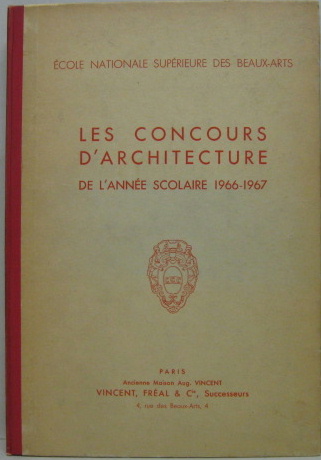 ÉCOLE NATIONALE SUPÉRIEURE DES BEAUX-ARTS
LES CONCOURS
D'ARCHITECTURE
DE L'ANNÉE SCOLAIRE 1966-1967
PARIS
Ancienne Maison Aug. VINCENT
VINCENT, FRÉAL & Cie, Successeurs
4, rue des Beaux-Arts, 4